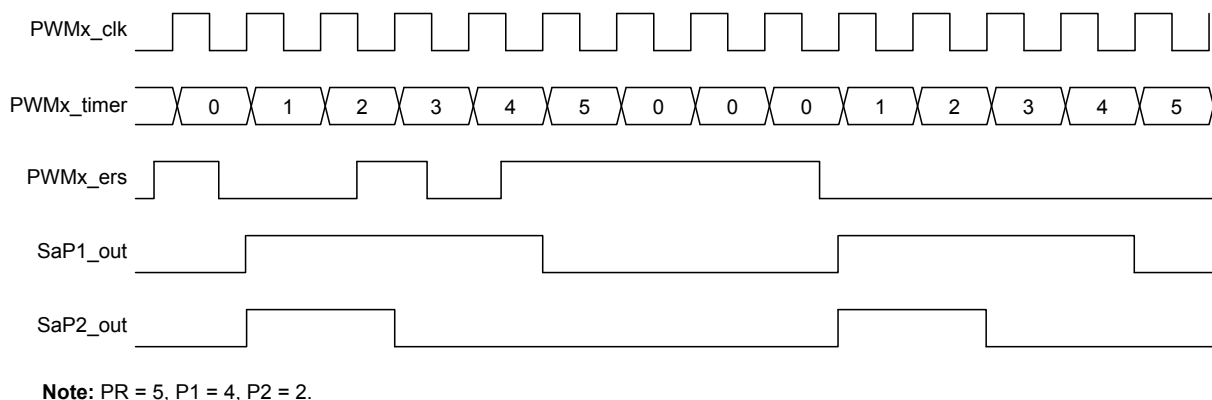 PWMx_clk
PWMx_timer 0 1 2 3 4 5 0 0 0 1 2 3 4 5
PWMx_ers
SaP1_out
SaP2_out
Note: PR = 5, P1 = 4, P2 = 2.